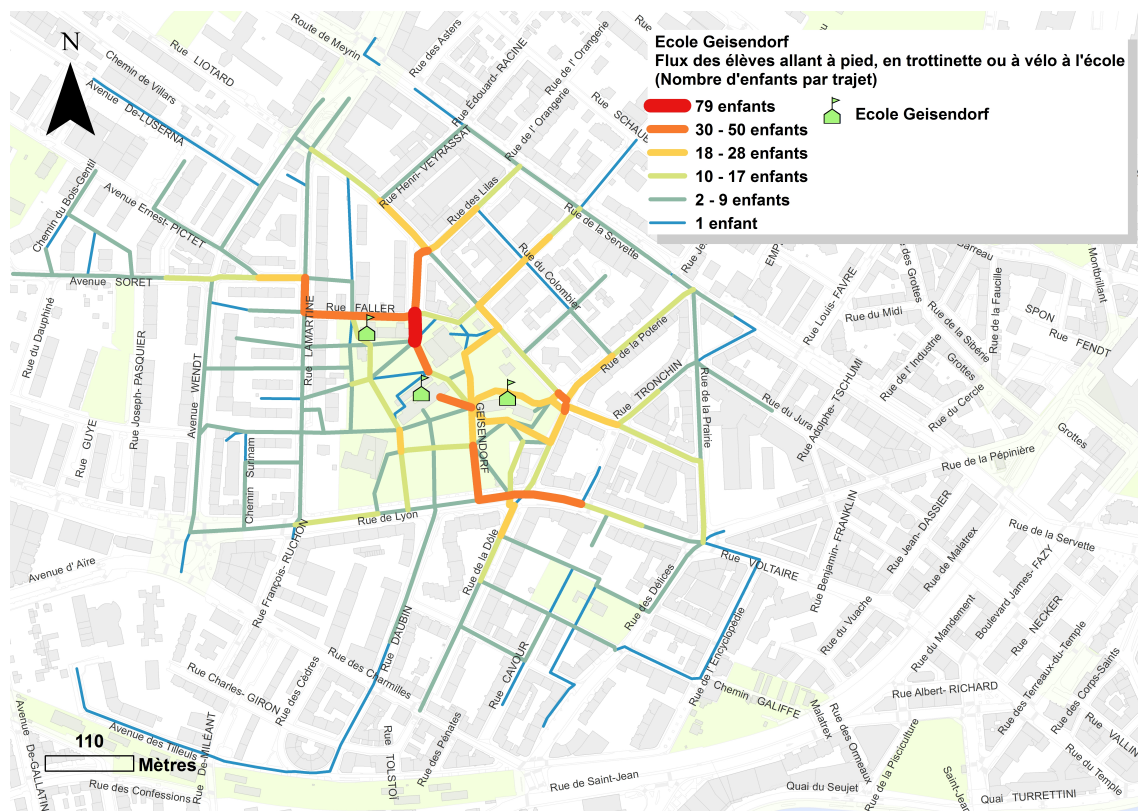 Ecole Geisendorf
Flux des élèves allant à pied, en trottinette ou à vélo à l'école
(Nombre d'enfants par trajet)
79 enfants
30 - 50 enfants
18 - 28 enfants
10 - 17 enfants
2 - 9 enfants
1 enfant
Ecole Geisendorf
N
Route de Meyrin
Rue des Asters
Rue LIOTARD
Chemin de Villars
Avenue De-LUSERNA
Rue Édouard- RACINE
Rue de l' Orangerie
Rue de l' Orangerie
Rue SCHAUB
Rue Henri- VEYRASSAT
Rue des Lilas
Rue de la Servette
Chemin du Bois-Gentil
Avenue Ernest-PICTET
Avenue SORET
Rue du Dauphiné
Rue Joseph- PASQUIER
Rue GUYE
Avenue WENDT
Rue LAMARTINE
Rue FALLER
Rue du Colombier
Rue de la Poterie
Rue TRONCHIN
Rue de la Prairie
Rue du Jura
GEISENDORF
Chemin Surinam
Rue de Lyon
Rue François- RUCHON
Avenue d' Aïre
Rue de la Dôle
Rue DAUBIN
Rue des Délices
Rue VOLTAIRE
Rue de l' Encyclopédie
Rue CAVOUR
Rue des Charmilles
Rue Charles- GIRON
Rue des Cèdres
Rue De-MILÉANT
Avenue des Tilleuls
Avenue De-GALLATIN
Rue des Confessions
Rue TOLSTOÏ
Rue des Pénates
Rue de Saint-Jean
Chemin GALIFFE
Malatrex
Rue des Ormeaux
Rue de la Pisciculture
Saint-Jean
Quai du Seujet
Quai TURRETTINI
Rue Albert- RICHARD
Rue des Terreaux-du-Temple
Rue des Corps-Saints
Rue VALLIN
Rue du Temple
Rue du Mandement
Boulevard James- FAZY
Rue NECKER
Rue du Vuache
Rue Benjamin- FRANKLIN
Rue Jean- DASSIER
Rue de Malatrex
Rue de la Servette
Rue de la Pépinière
Grottes
Rue Adolphe- TSCHUMI
Rue du Cercle
Grottes
Rue de l' Industrie
Rue de la Sibérie
Rue du Midi
Rue Louis- FAVRE
Rue de la Faucille
SPON
Rue FENDT
Montbrillant
Barreau
des Grottes
Rue Je
EMP
110
Mètres